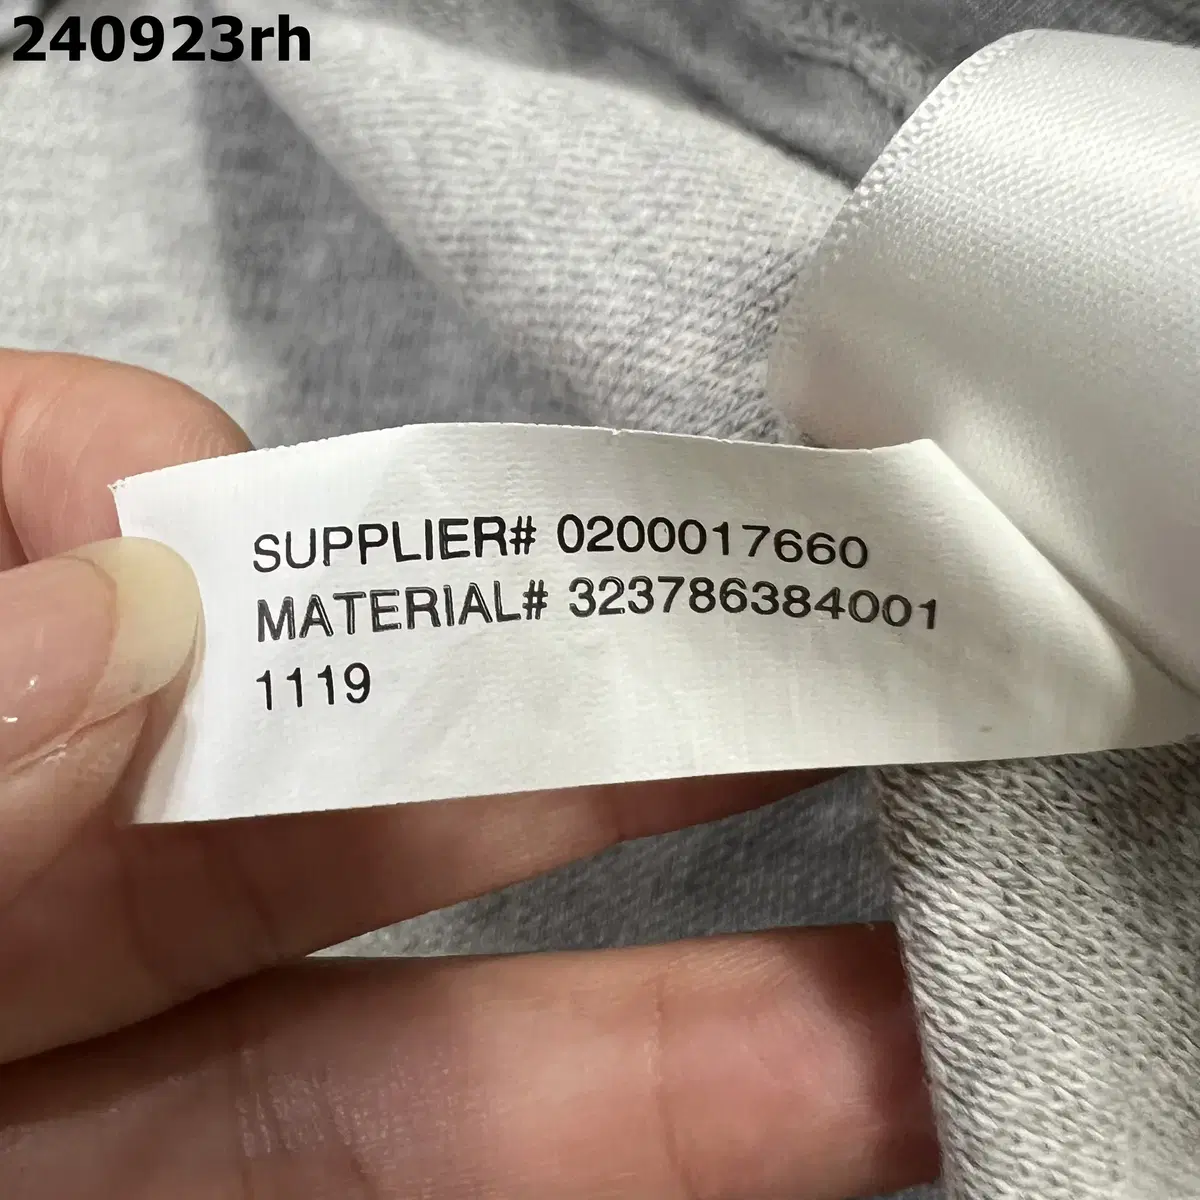 240923rh
SUPPLIER# 0200017660
MATERIAL# 323786384001
1119